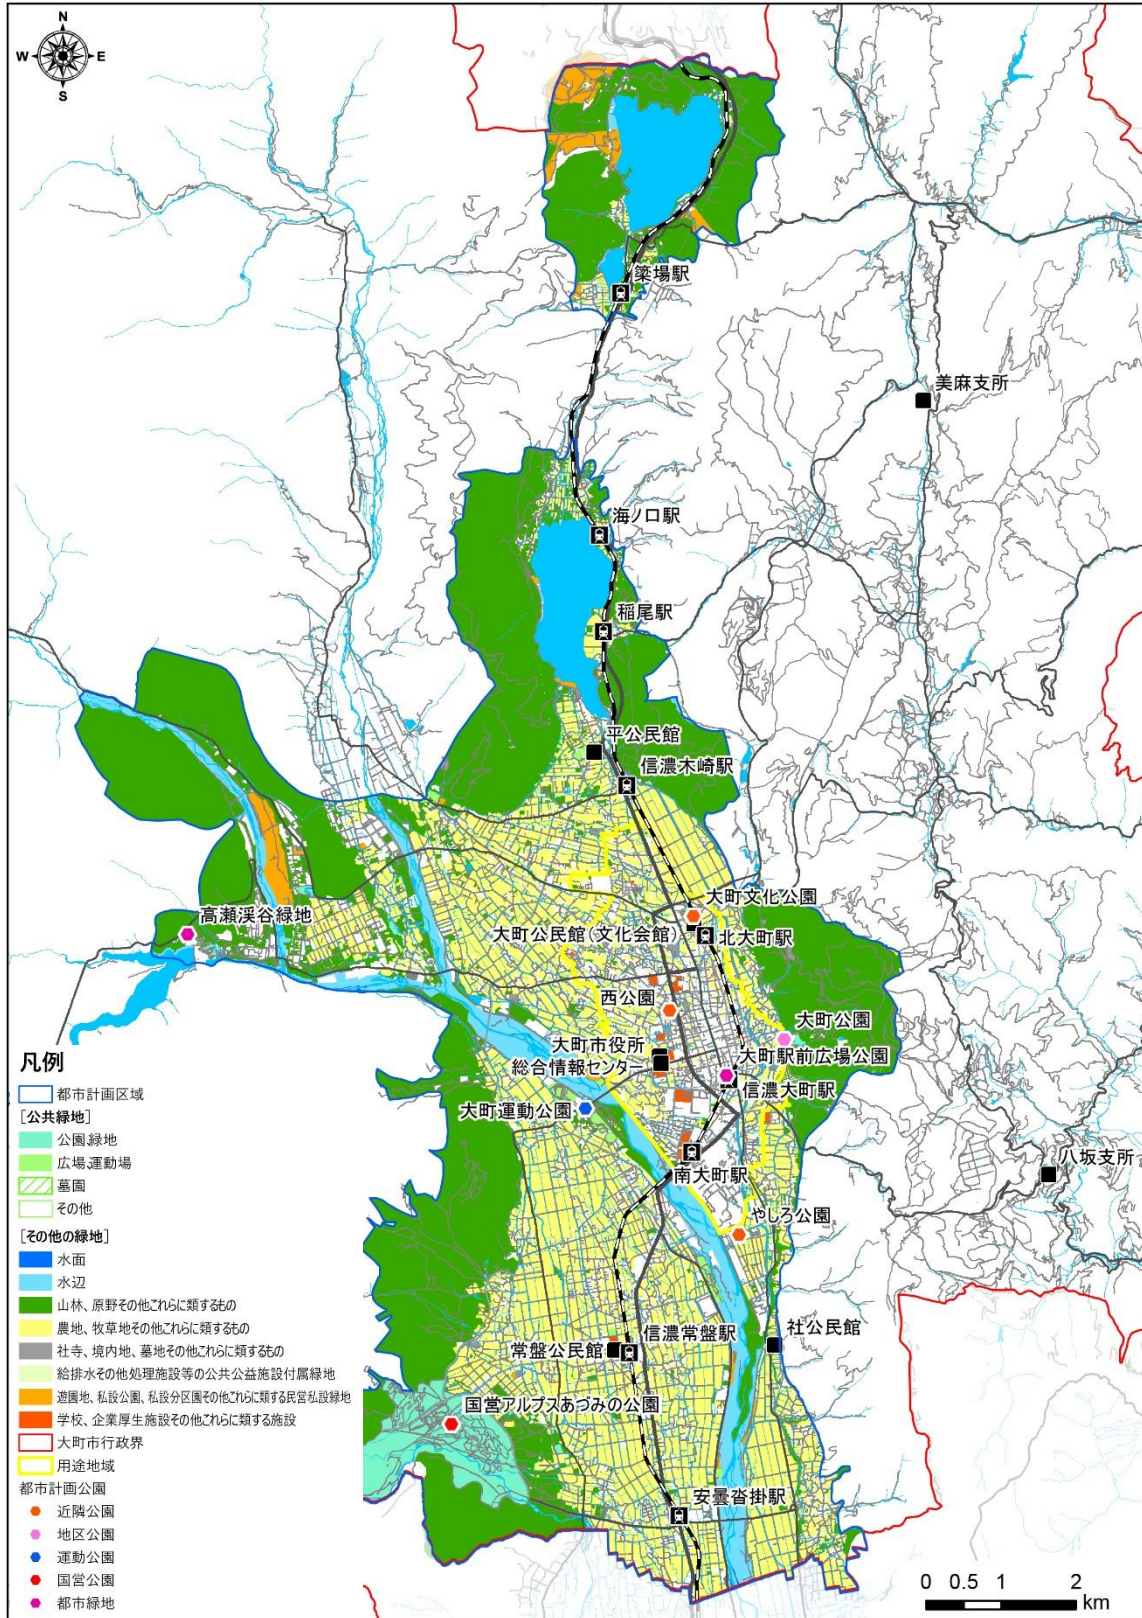 N
W E
S
簗場駅
美麻支所
海ノ口駅
稲尾駅
平公民館
信濃木崎駅
大町文化公園
高瀬渓谷緑地
大町公民館(文化会館)
北大町駅
西公園
大町公園
大町市役所
大町駅前広場公園
総合情報センター
信濃大町駅
大町運動公園
八坂支所
南大町駅
やしろ公園
社公民館
信濃常盤駅
常盤公民館
国営アルプスあづみの公園
安曇沓掛駅
凡例
都市計画区域
[公共緑地]
公園、緑地
広場、運動場
墓園
その他
[その他の緑地]
水面
水辺
山林、原野その他これらに類するもの
農地、牧草地その他これらに類するもの
社寺、境内地、墓地その他これらに類するもの
給排水その他処理施設等の公共公益施設付属緑地
遊園地、私設公園、私設分区園その他これらに類する民営私設緑地
学校、企業厚生施設その他これらに類する施設
大町市行政界
用途地域
都市計画公園
近隣公園
地区公園
運動公園
国営公園
都市緑地
0 0.5 1 2
km